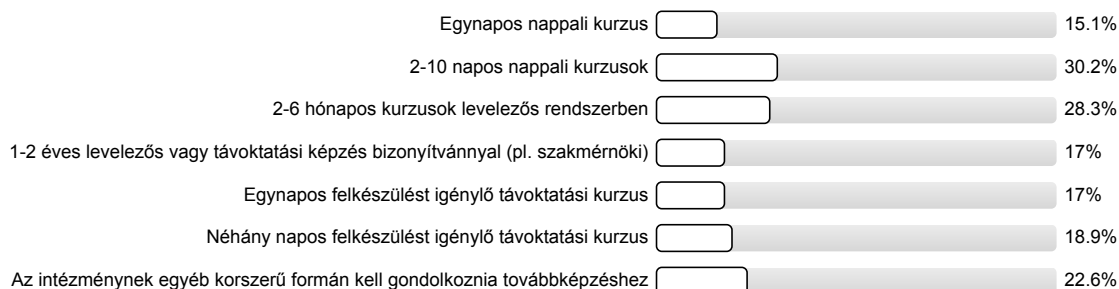 Egynapos nappali kurzus 15.1%
2-10 napos nappali kurzusok 30.2%
2-6 hónapos kurzusok levelezős rendszerben 28.3%
1-2 éves levelezős vagy távoktatási képzés bizonyítvánnyal (pl. szakmérnöki) 17%
Egynapos felkészülést igénylő távoktatási kurzus 17%
Néhány napos felkészülést igénylő távoktatási kurzus 18.9%
Az intézménynek egyéb korszerű formán kell gondolkoznia továbbképzéshez 22.6%